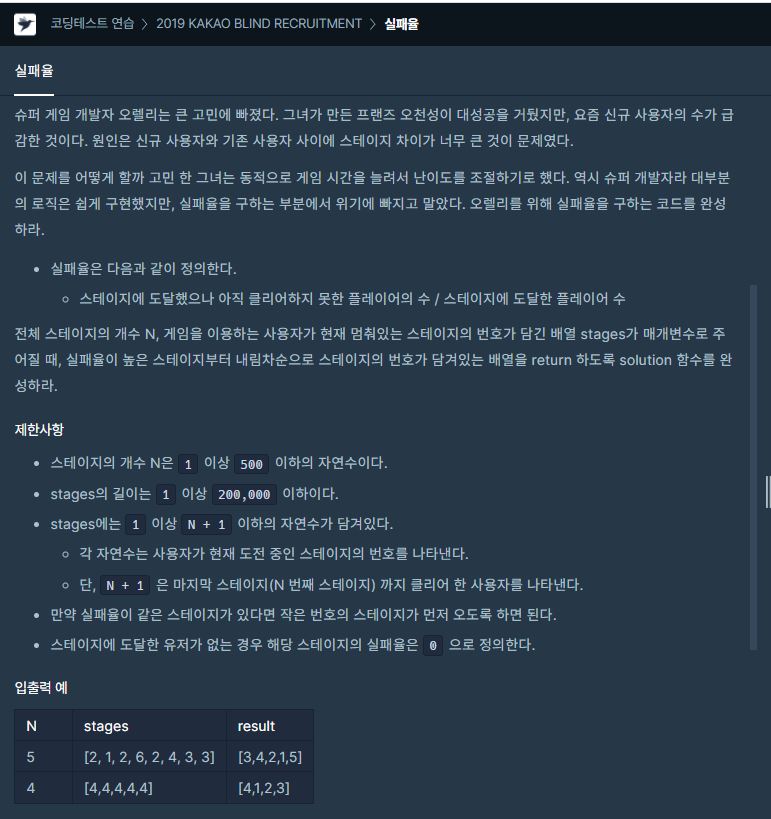 코딩테스트 연습 > 2019 KAKAO BLIND RECRUITMENT > 실패율
실패율
슈퍼 게임 개발자 오렐리는 큰 고민에 빠졌다. 그녀가 만든 프랜즈 오천성이 대성공을 거뒀지만, 요즘 신규 사용자의 수가 급
감한 것이다. 원인은 신규 사용자와 기존 사용자 사이에 스테이지 차이가 너무 큰 것이 문제였다.
이 문제를 어떻게 할까 고민 한 그녀는 동적으로 게임 시간을 늘려서 난이도를 조절하기로 했다. 역시 슈퍼 개발자라 대부분
의 로직은 쉽게 구현했지만, 실패율을 구하는 부분에서 위기에 빠지고 말았다. 오렐리를 위해 실패율을 구하는 코드를 완성
하라.
• 실패율은 다음과 같이 정의한다.
◦ 스테이지에 도달했으나 아직 클리어하지 못한 플레이어의 수 / 스테이지에 도달한 플레이어 수
전체 스테이지의 개수 N, 게임을 이용하는 사용자가 현재 멈춰있는 스테이지의 번호가 담긴 배열 stages가 매개변수로 주
어질 때, 실패율이 높은 스테이지부터 내림차순으로 스테이지의 번호가 담겨있는 배열을 return 하도록 solution 함수를 완
성하라.
제한사항
• 스테이지의 개수 N은 1 이상 500 이하의 자연수이다.
• stages의 길이는 1 이상 200,000 이하이다.
• stages에는 1 이상 N + 1 이하의 자연수가 담겨있다.
◦ 각 자연수는 사용자가 현재 도전 중인 스테이지의 번호를 나타낸다.
◦ 단, N + 1 은 마지막 스테이지(N 번째 스테이지) 까지 클리어 한 사용자를 나타낸다.
• 만약 실패율이 같은 스테이지가 있다면 작은 번호의 스테이지가 먼저 오도록 하면 된다.
• 스테이지에 도달한 유저가 없는 경우 해당 스테이지의 실패율은 0 으로 정의한다.
입출력 예
N stages result
5 [2, 1, 2, 6, 2, 4, 3, 3] [3,4,2,1,5]
4 [4,4,4,4,4] [4,1,2,3]